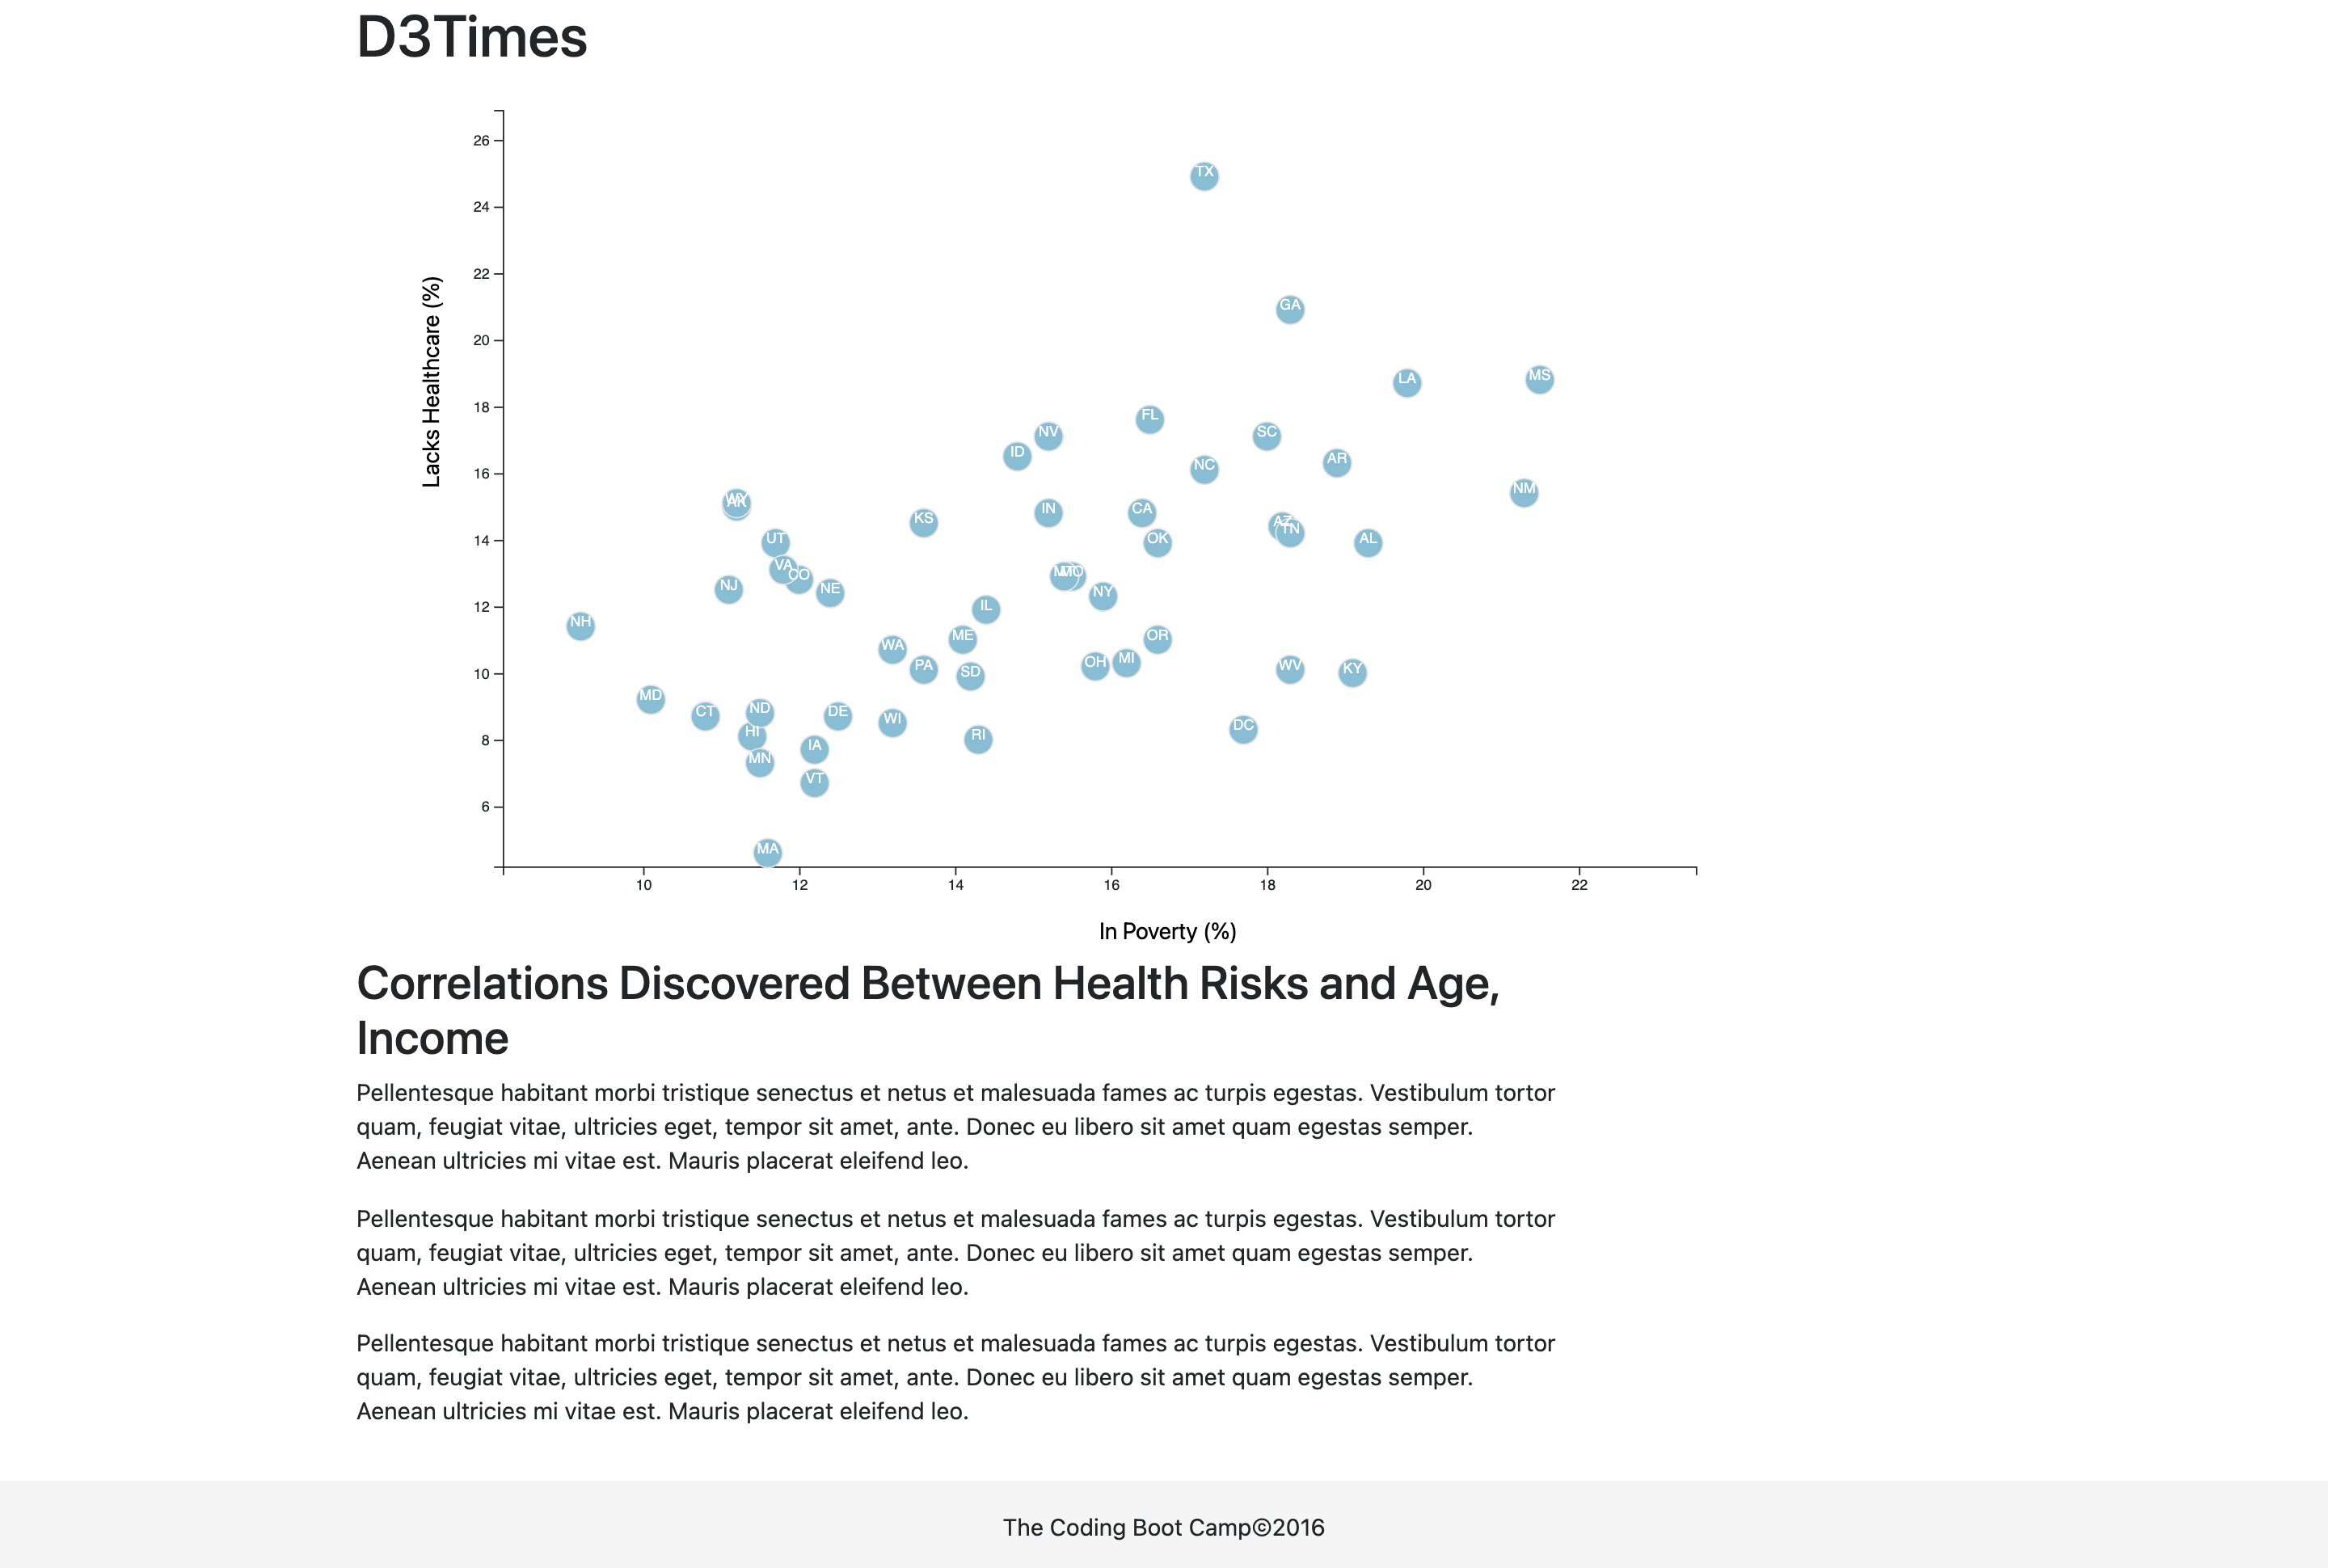 D3Times
26
24
22
20
18
16
14
12
10
8
6
Lacks Healthcare (%)
TX
GA
LA
MS
FL
NV
SC
ID
AR
NC
NM
WY
AK
IN
CA
KS
AZ
TN
UT
OK
AL
VA
CO
MT
MO
NJ
NE
NY
NH
IL
ME
OR
WA
PA
SD
OH
MI
WV
KY
MD
CT
ND
DE
WI
HI
RI
DC
IA
MN
VT
MA
10
12
14
16
18
20
22
In Poverty (%)
Correlations Discovered Between Health Risks and Age,
Income
Pellentesque habitant morbi tristique senectus et netus et malesuada fames ac turpis egestas. Vestibulum tortor
quam, feugiat vitae, ultricies eget, tempor sit amet, ante. Donec eu libero sit amet quam egestas semper.
Aenean ultricies mi vitae est. Mauris placerat eleifend leo.
Pellentesque habitant morbi tristique senectus et netus et malesuada fames ac turpis egestas. Vestibulum tortor
quam, feugiat vitae, ultricies eget, tempor sit amet, ante. Donec eu libero sit amet quam egestas semper.
Aenean ultricies mi vitae est. Mauris placerat eleifend leo.
Pellentesque habitant morbi tristique senectus et netus et malesuada fames ac turpis egestas. Vestibulum tortor
quam, feugiat vitae, ultricies eget, tempor sit amet, ante. Donec eu libero sit amet quam egestas semper.
Aenean ultricies mi vitae est. Mauris placerat eleifend leo.
The Coding Boot Camp©2016